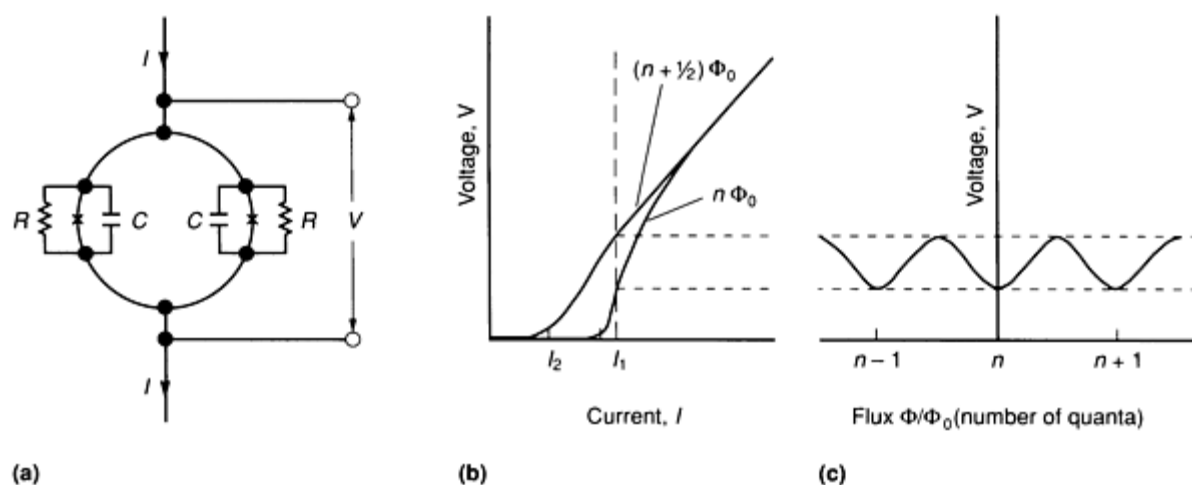 I
R
C
C
R
V
I
(a)
Voltage, V
(n + ½) Φ₀
n Φ₀
I₂
I₁
Current, I
(b)
Voltage, V
n – 1
n
n + 1
Flux Φ/Φ₀(number of quanta)
(c)